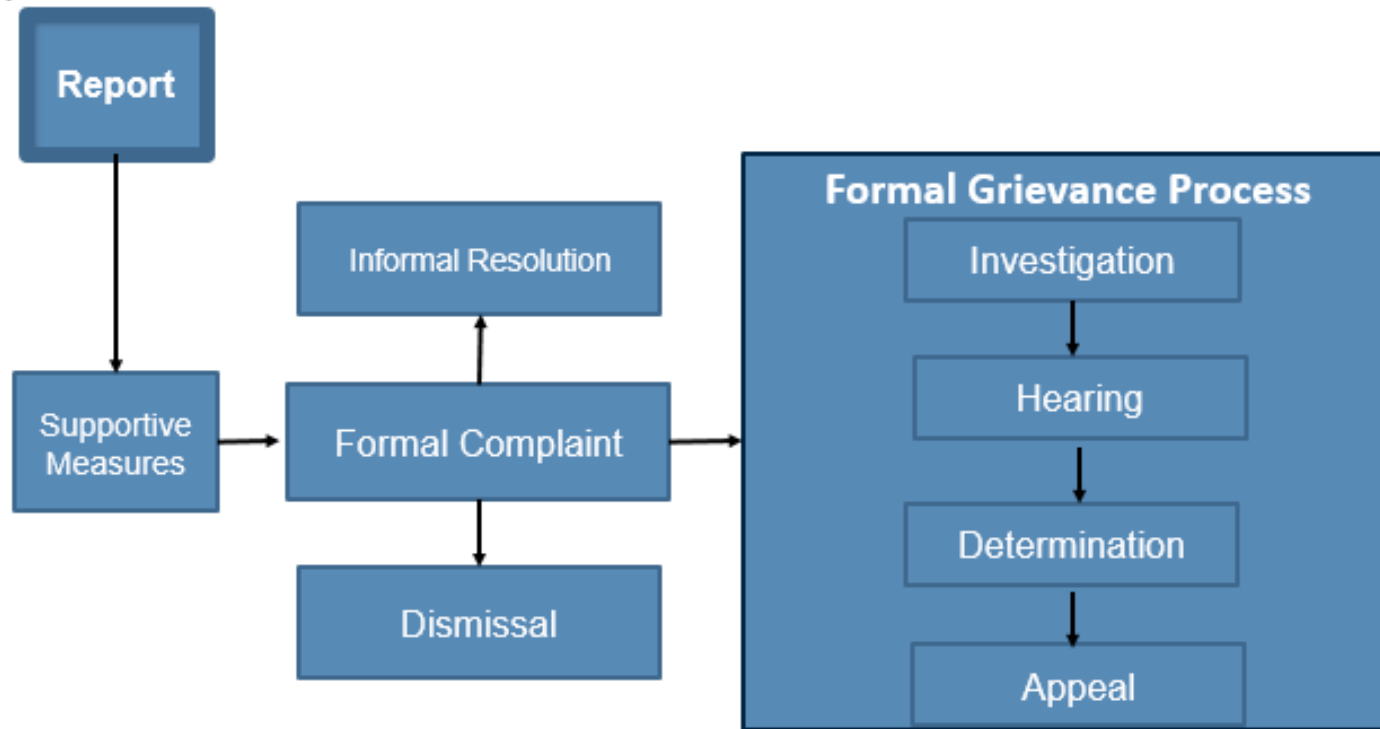 Report
Supportive
Measures
Informal Resolution
Formal Complaint
Dismissal
Formal Grievance Process
Investigation
Hearing
Determination
Appeal